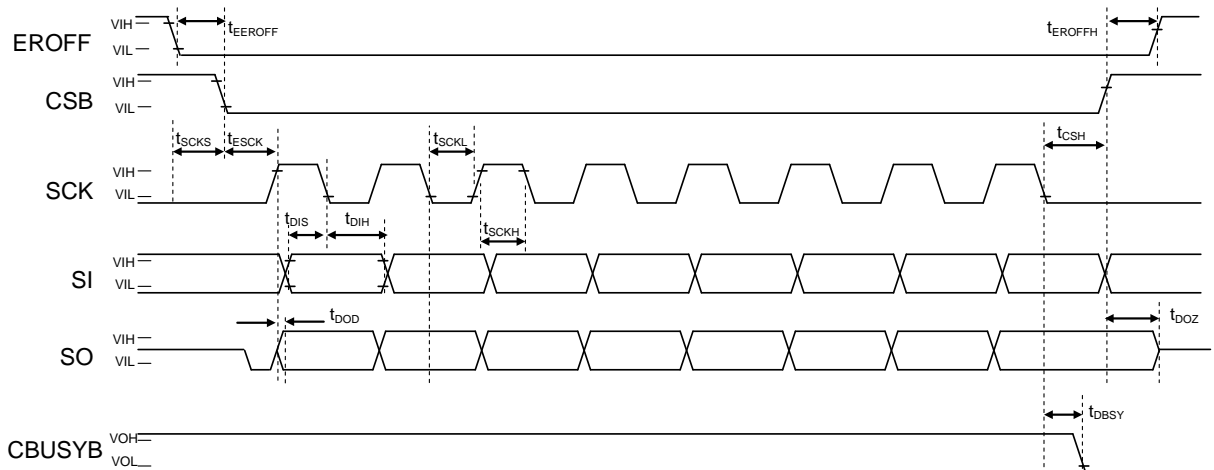 EROFF
VIH
VIL
tEEROFF
tEROFFH
CSB
VIH
VIL
tSCKS
tESCK
tSCKL
tCSH
SCK
VIH
VIL
tDIS
tDIH
tSCKH
SI
VIH
VIL
tDOD
tDOZ
SO
VIH
VIL
tDBSY
CBUSYB
VOH
VOL